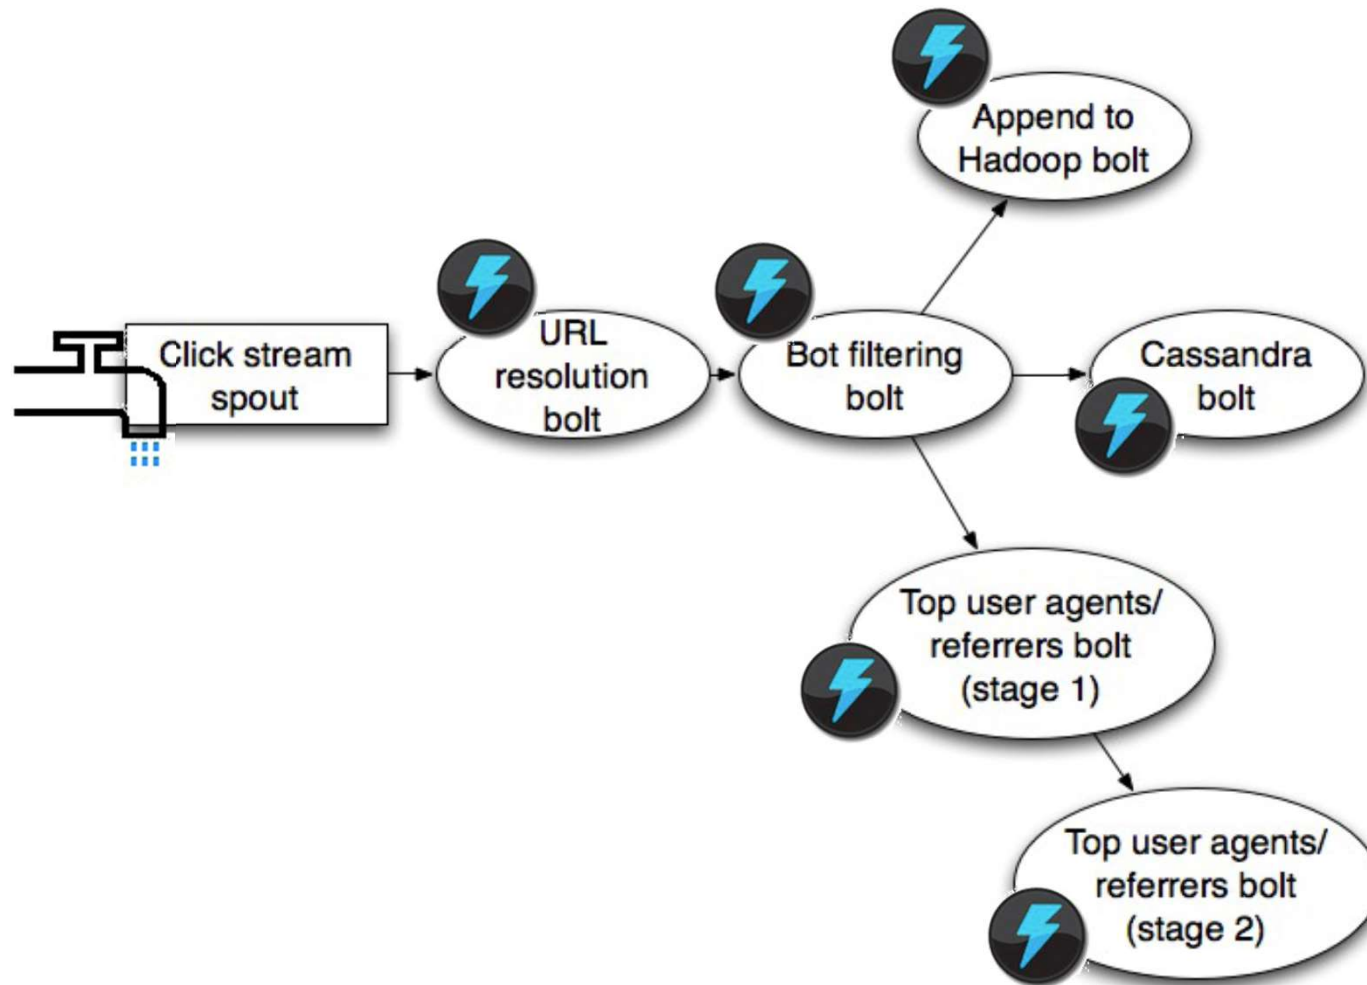 Append to
Hadoop bolt
Click stream
spout
URL
resolution
bolt
Bot filtering
bolt
Cassandra
bolt
Top user agents/
referrers bolt
(stage 1)
Top user agents/
referrers bolt
(stage 2)